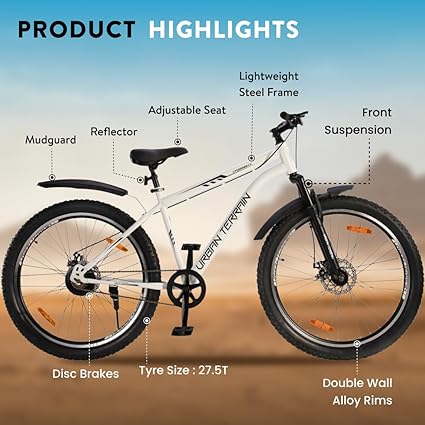 PRODUCT HIGHLIGHTS
Lightweight
Steel Frame
Adjustable Seat
Front
Suspension
Reflector
Mudguard
URBAN TERRAIN
Disc Brakes
Tyre Size : 27.5T
Double Wall
Alloy Rims